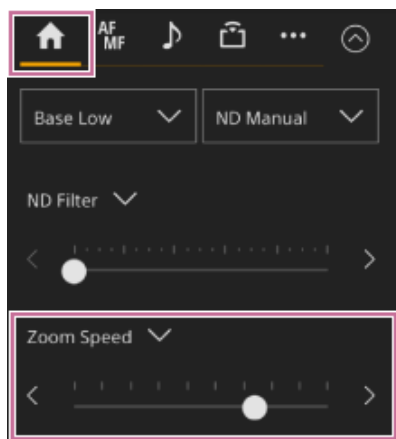 AF
MF
Base Low
ND Manual
ND Filter
Zoom Speed